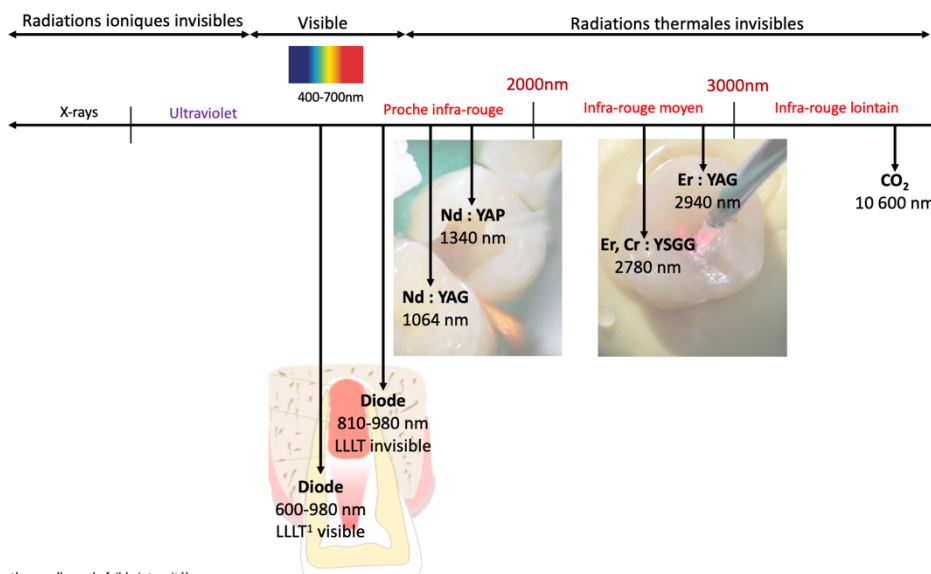 Radiations ioniques invisibles
Visible
Radiations thermales invisibles
400-700nm
2000nm
3000nm
X-rays
Ultraviolet
Proche infra-rouge
Infra-rouge moyen
Infra-rouge lointain
Nd : YAP
1340 nm
Er : YAG
2940 nm
CO₂
10 600 nm
Er, Cr : YSGG
2780 nm
Nd : YAG
1064 nm
Diode
810-980 nm
LLLT invisible
Diode
600-980 nm
LLLT¹ visible